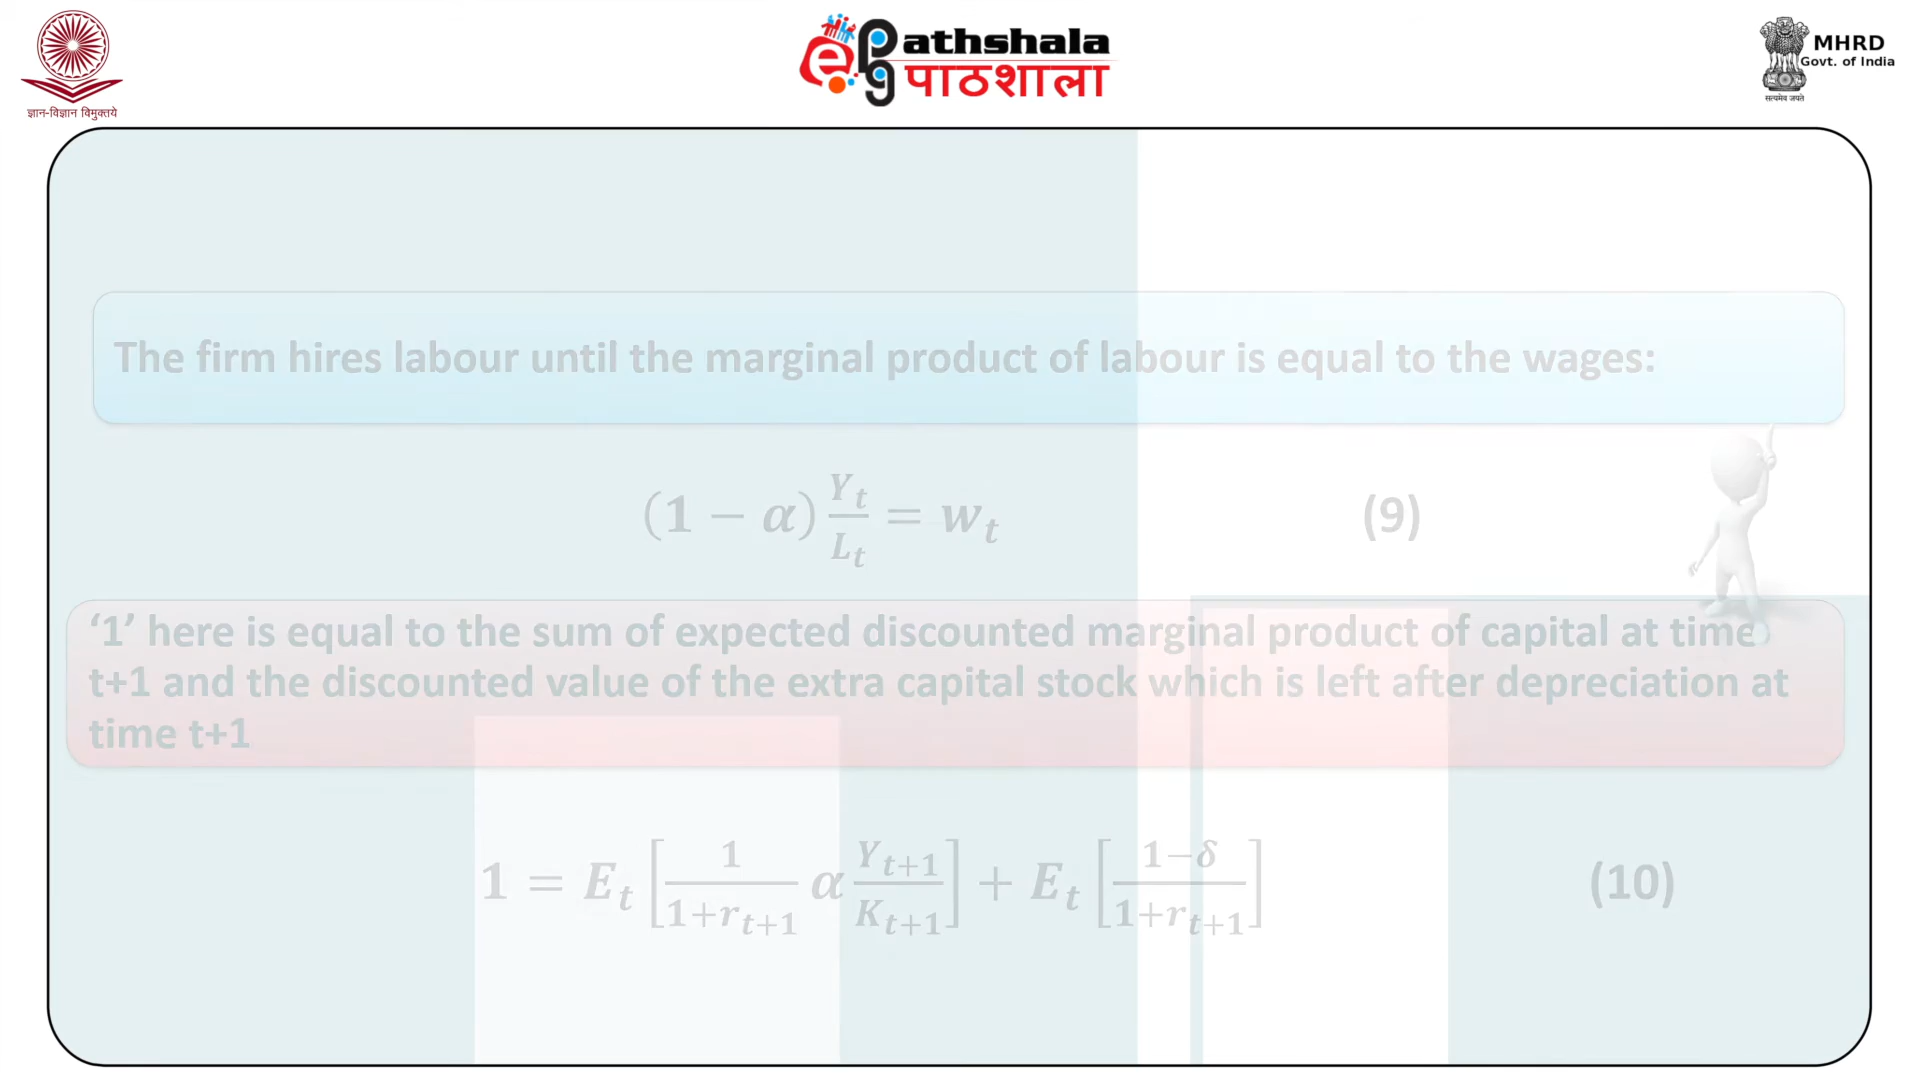 ज्ञान-विज्ञान विमुक्तये
epg athshala
पाठशाला
MHRD
Govt. of India
सत्यमेव जयते
The firm hires labour until the marginal product of labour is equal to the wages:
(1 − α) Y_t/L_t = w_t (9)
‘1’ here is equal to the sum of expected discounted marginal product of capital at time
t+1 and the discounted value of the extra capital stock which is left after depreciation at
time t+1
1 = E_t [1/(1+r_{t+1}) α Y_{t+1}/K_{t+1}] + E_t [(1−δ)/(1+r_{t+1})] (10)